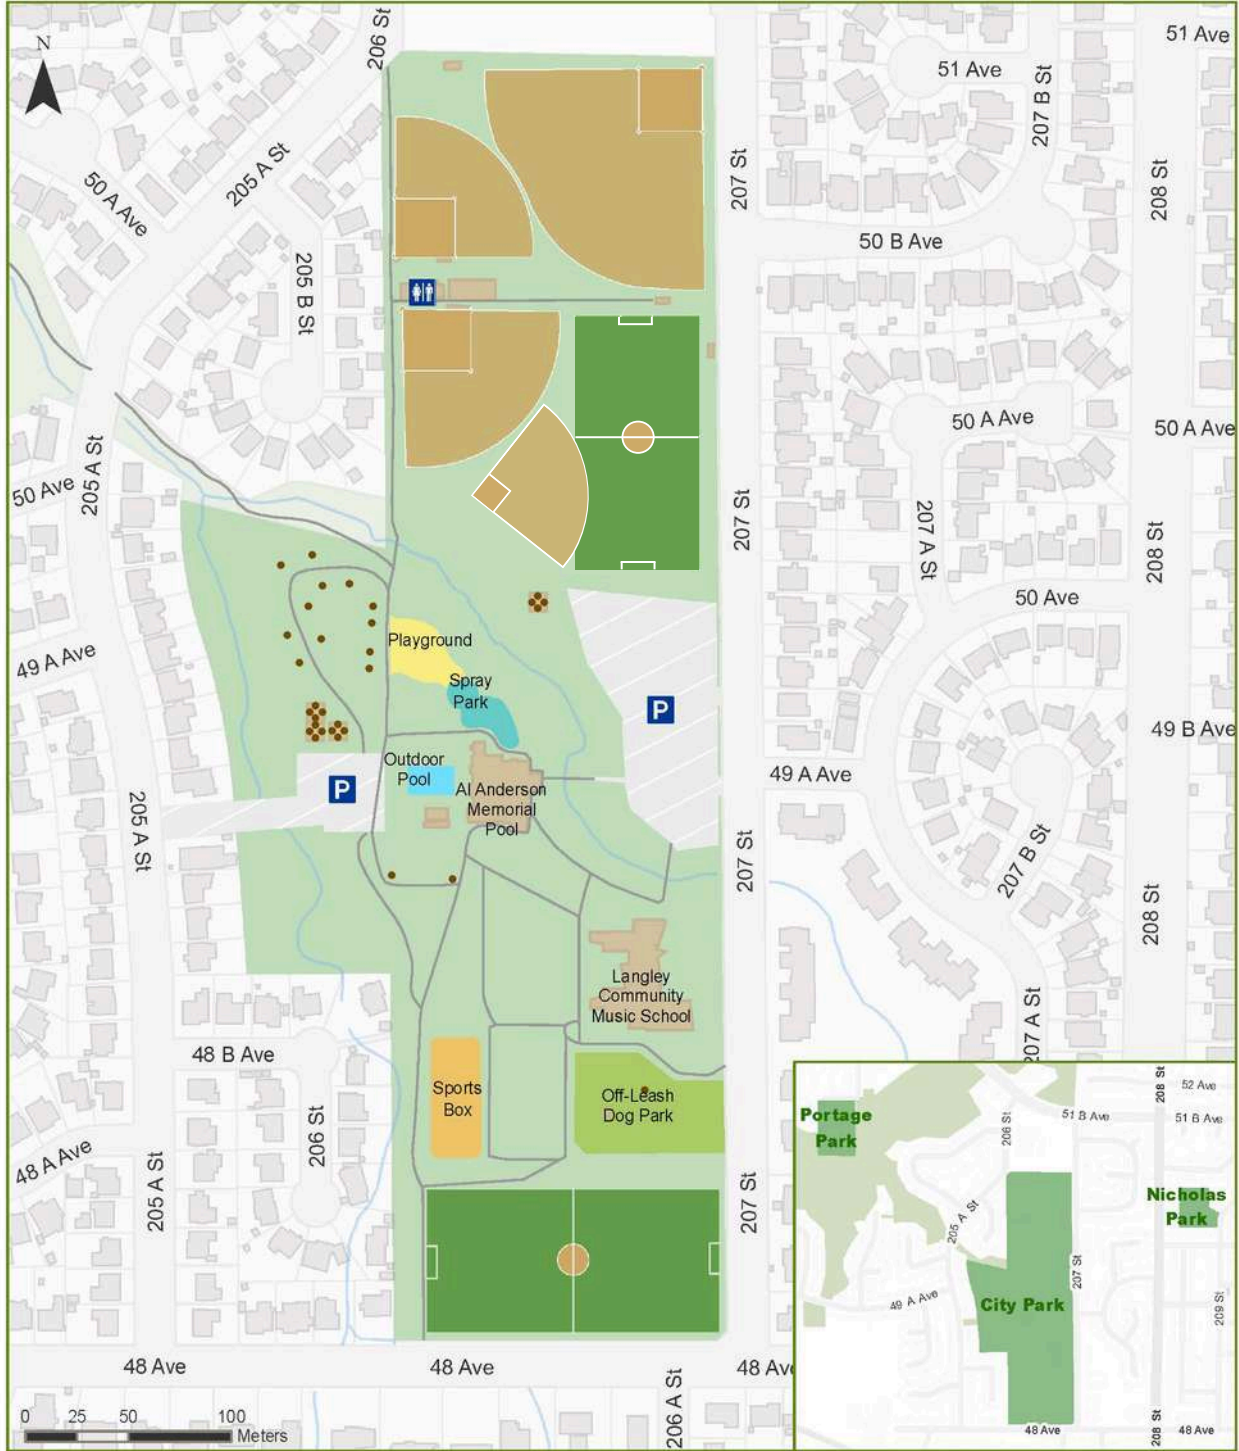 206 St
51 Ave
N
51 Ave
207 B St
205 A St
50 A Ave
207 St
208 St
50 B Ave
205 B St
50 A Ave
50 A Ave
205 A St
50 Ave
207 St
207 A St
208 St
50 Ave
Playground
49 A Ave
Spray
Park
P
49 B Ave
Outdoor
Pool
49 A Ave
P
Al Anderson
Memorial
Pool
205 A St
207 St
207 B St
208 St
Langley
Community
Music School
207 A St
48 B Ave
Sports
Box
Off-Leash
Dog Park
206 St
48 A Ave
205 A St
207 St
48 Ave
48 Ave
48 Ave
206 A St
0 25 50 100
Meters
208 St
52 Ave
Portage
Park
206 St
51 B Ave
51 B Ave
Nicholas
Park
205 A St
207 St
49 A Ave
City Park
209 St
208 St
48 Ave
48 Ave